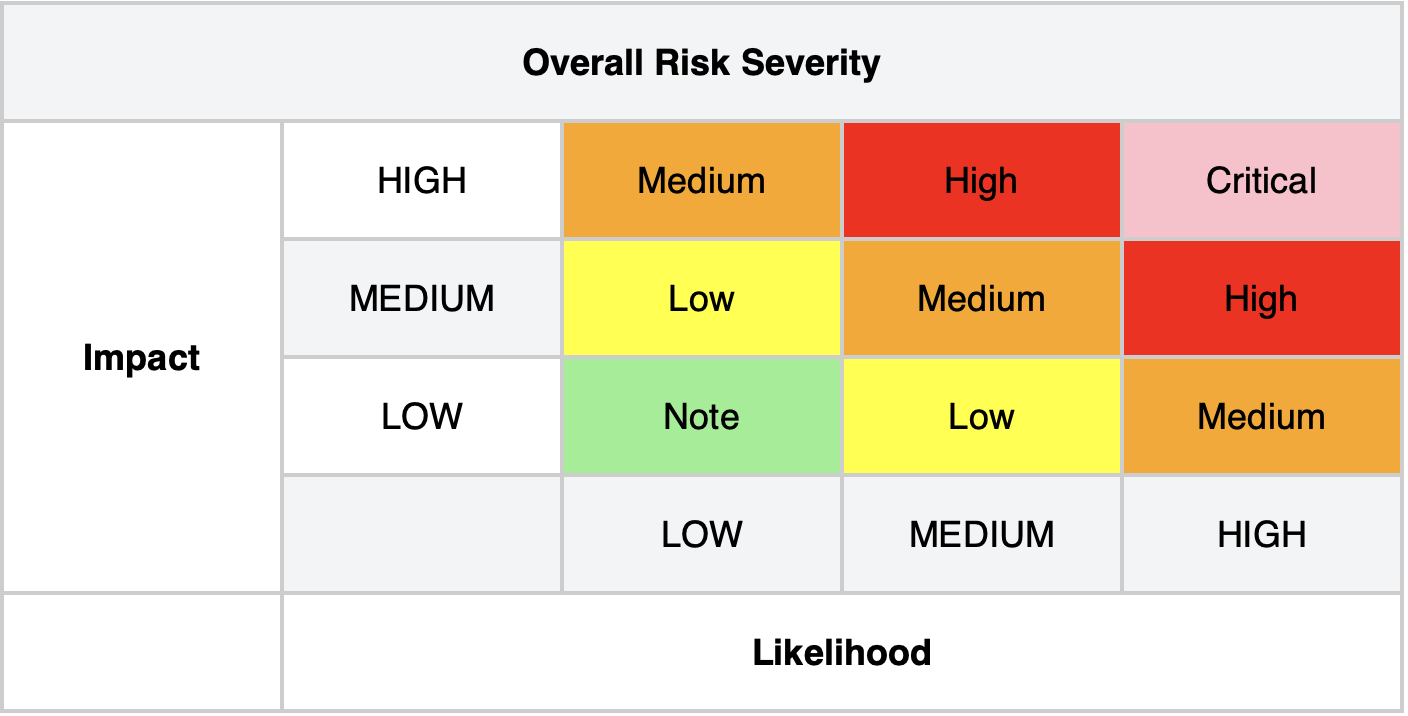 Overall Risk Severity
HIGH Medium High Critical
MEDIUM Low Medium High
Impact
LOW Note Low Medium
LOW MEDIUM HIGH
Likelihood